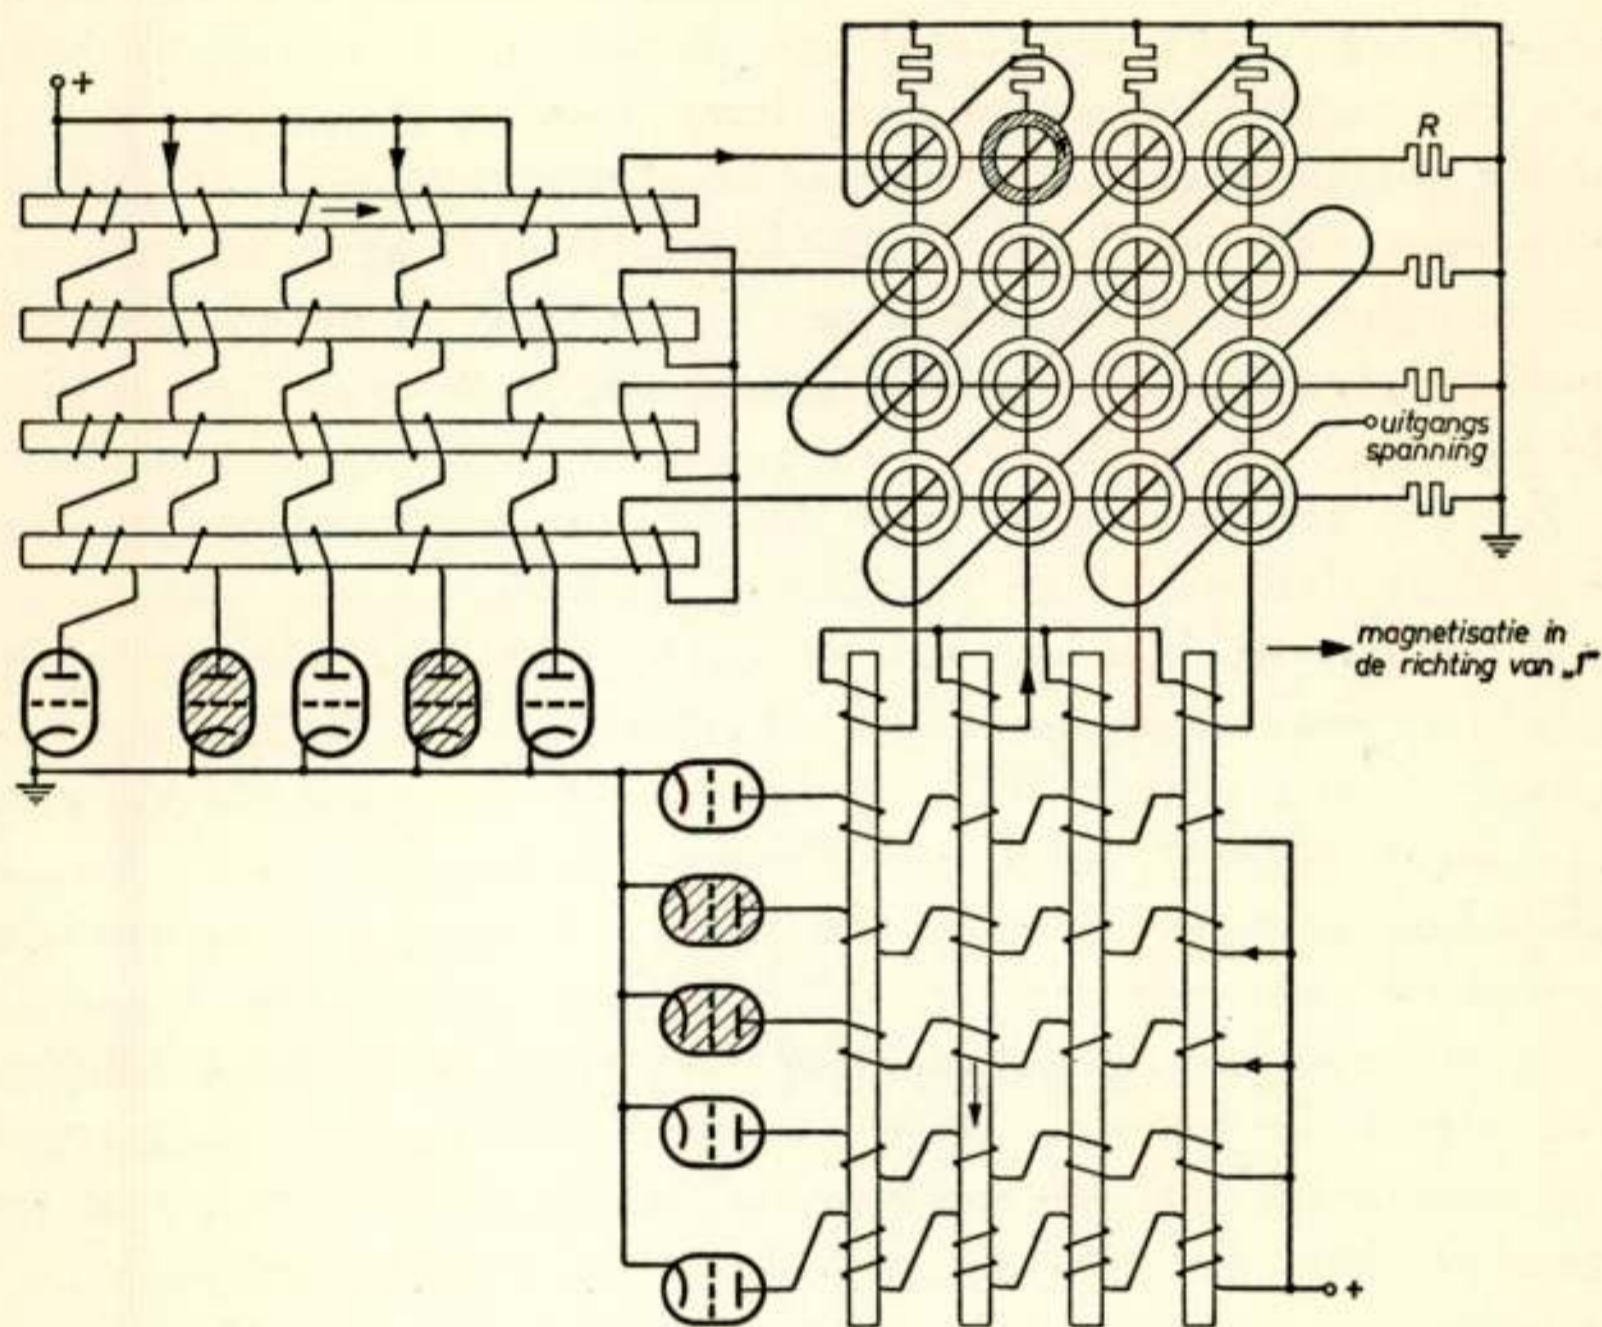 +
R
uitgangs
spanning
magnetisatie in
de richting van „1”
+